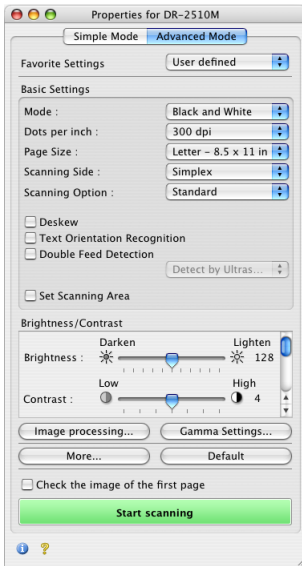 Properties for DR-2510M
Simple Mode Advanced Mode
Favorite Settings User defined
Basic Settings
Mode : Black and White
Dots per inch : 300 dpi
Page Size : Letter - 8.5 x 11 in
Scanning Side : Simplex
Scanning Option : Standard
Deskew
Text Orientation Recognition
Double Feed Detection
Detect by Ultras...
Set Scanning Area
Brightness/Contrast
Darken Lighten
Brightness : 128
Low High
Contrast : 4
Image processing... Gamma Settings...
More... Default
Check the image of the first page
Start scanning